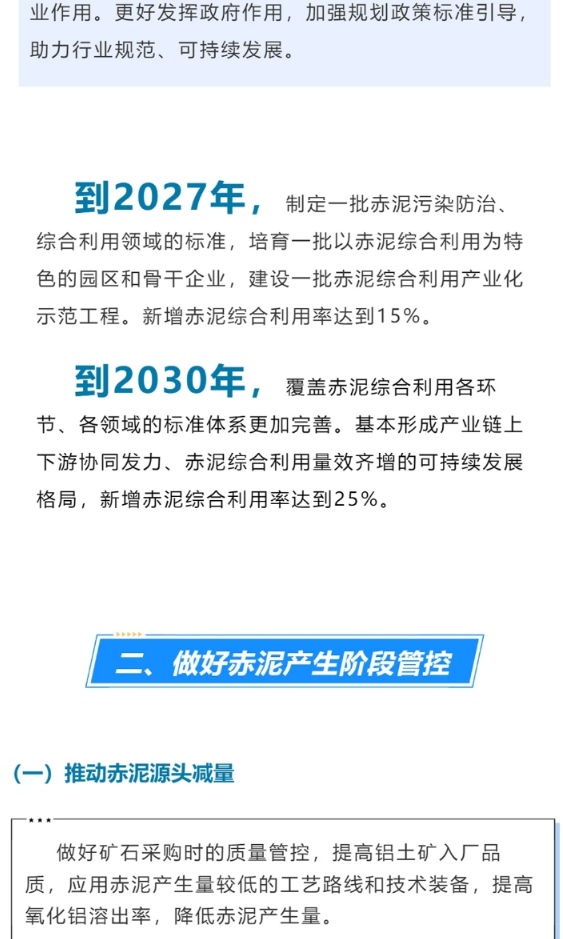 业作用。更好发挥政府作用，加强规划政策标准引导，
助力行业规范、可持续发展。
到2027年，制定一批赤泥污染防治、
综合利用领域的标准，培育一批以赤泥综合利用为特
色的园区和骨干企业，建设一批赤泥综合利用产业化
示范工程。新增赤泥综合利用率达到15%。
到2030年，覆盖赤泥综合利用各环
节、各领域的标准体系更加完善。基本形成产业链上
下游协同发力、赤泥综合利用量效齐增的可持续发展
格局，新增赤泥综合利用率达到25%。
二、做好赤泥产生阶段管控
（一）推动赤泥源头减量
做好矿石采购时的质量管控，提高铝土矿入厂品
质，应用赤泥产生量较低的工艺路线和技术装备，提高
氧化铝溶出率，降低赤泥产生量。